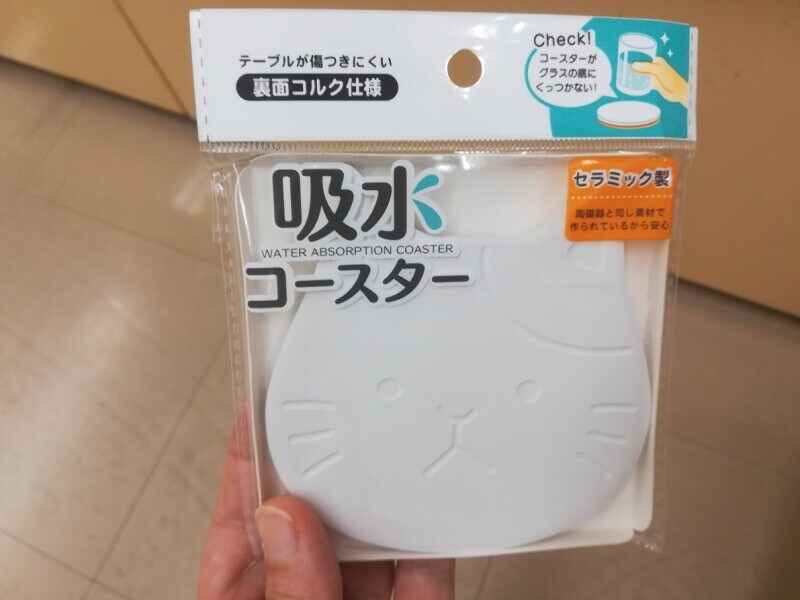 テーブルが傷つきにくい
裏面コルク仕様
Check!
コースターが
グラスの底に
くっつかない!
吸水
WATER ABSORPTION COASTER
コースター
セラミック製
陶磁器と同じ素材で
作られているから安心